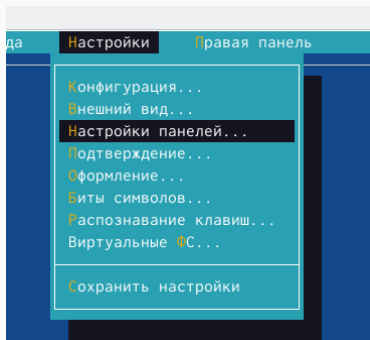 да Настройки Правая панель
Конфигурация...
Внешний вид...
Настройки панелей...
Подтверждение...
Оформление...
Биты символов...
Распознавание клавиш...
Виртуальные ФС...
Сохранить настройки